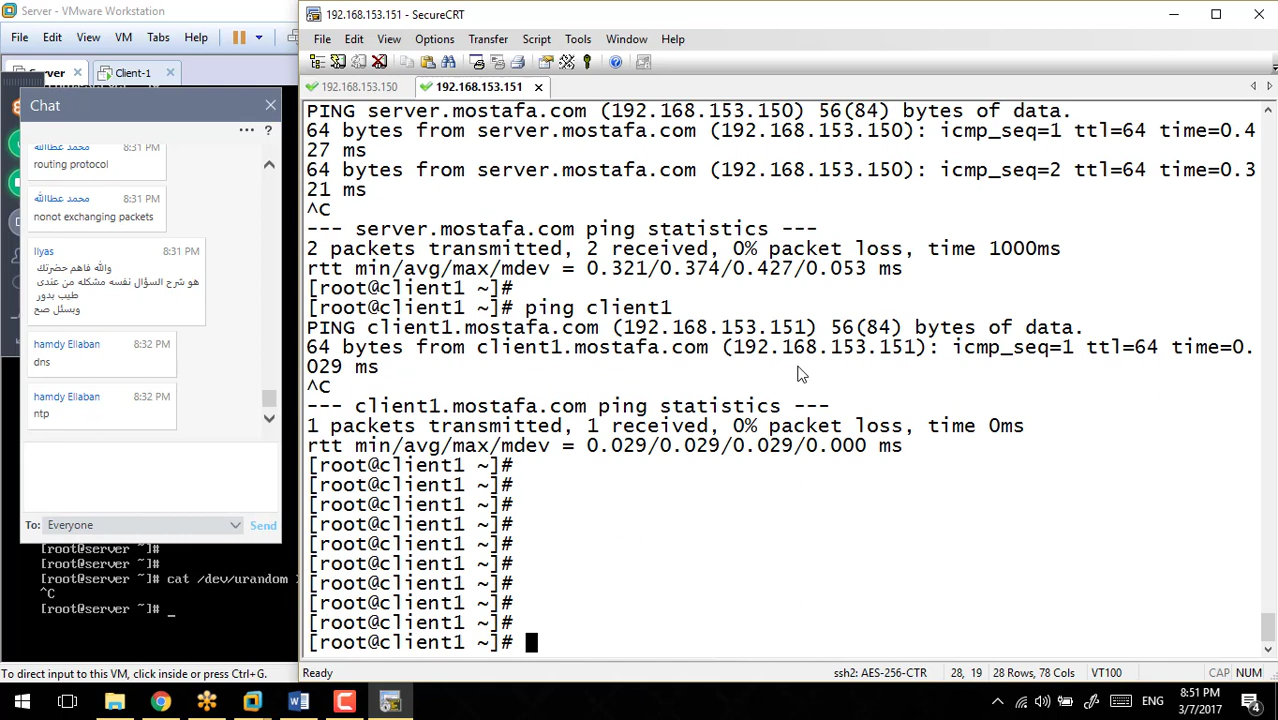 Server - VMware Workstation
File Edit View VM Tabs Help
Server Client-1
Chat
محمد عطاالله 8:31 PM
routing protocol
محمد عطاالله 8:31 PM
nonot exchanging packets
Ilyas 8:31 PM
والله فاهم حضرتك
هو شرح السؤال نفسه مشكله من عندى
طيب بدور
وبسئل صح
hamdy Ellaban 8:32 PM
dns
hamdy Ellaban 8:32 PM
ntp
To: Everyone Send
[root@server ~]#
[root@server ~]#
[root@server ~]# cat /dev/urandom
^C
[root@server ~]# _
To direct input to this VM, click inside or press Ctrl+G.
192.168.153.151 - SecureCRT
File Edit View Options Transfer Script Tools Window Help
192.168.153.150 192.168.153.151
PING server.mostafa.com (192.168.153.150) 56(84) bytes of data.
64 bytes from server.mostafa.com (192.168.153.150): icmp_seq=1 ttl=64 time=0.4
27 ms
64 bytes from server.mostafa.com (192.168.153.150): icmp_seq=2 ttl=64 time=0.3
21 ms
^C
--- server.mostafa.com ping statistics ---
2 packets transmitted, 2 received, 0% packet loss, time 1000ms
rtt min/avg/max/mdev = 0.321/0.374/0.427/0.053 ms
[root@client1 ~]#
[root@client1 ~]# ping client1
PING client1.mostafa.com (192.168.153.151) 56(84) bytes of data.
64 bytes from client1.mostafa.com (192.168.153.151): icmp_seq=1 ttl=64 time=0.
029 ms
^C
--- client1.mostafa.com ping statistics ---
1 packets transmitted, 1 received, 0% packet loss, time 0ms
rtt min/avg/max/mdev = 0.029/0.029/0.029/0.000 ms
[root@client1 ~]#
[root@client1 ~]#
[root@client1 ~]#
[root@client1 ~]#
[root@client1 ~]#
[root@client1 ~]#
[root@client1 ~]#
[root@client1 ~]#
[root@client1 ~]#
[root@client1 ~]#
Ready ssh2: AES-256-CTR 28, 19 28 Rows, 78 Cols VT100 CAP NUM
ENG 8:51 PM
3/7/2017 4